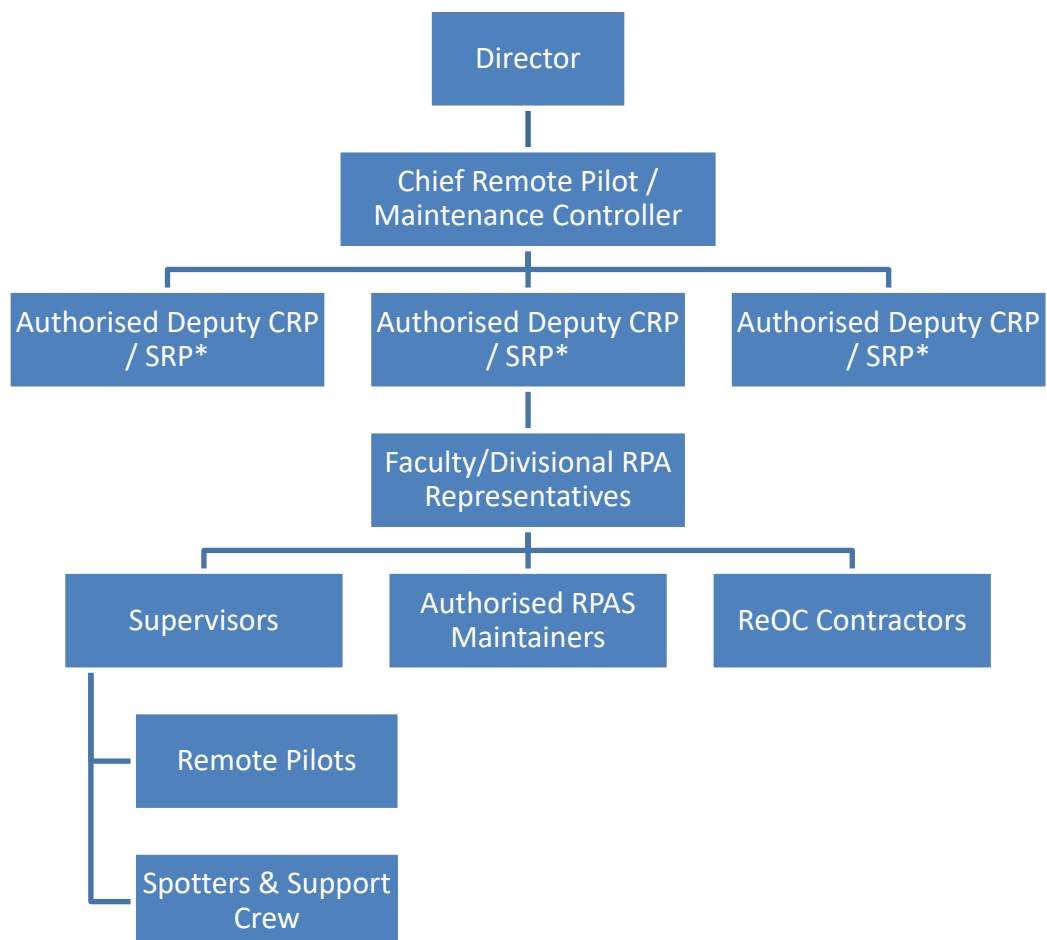 Director
Chief Remote Pilot /
Maintenance Controller
Authorised Deputy CRP
/ SRP*
Authorised Deputy CRP
/ SRP*
Authorised Deputy CRP
/ SRP*
Faculty/Divisional RPA
Representatives
Supervisors
Authorised RPAS
Maintainers
ReOC Contractors
Remote Pilots
Spotters & Support
Crew